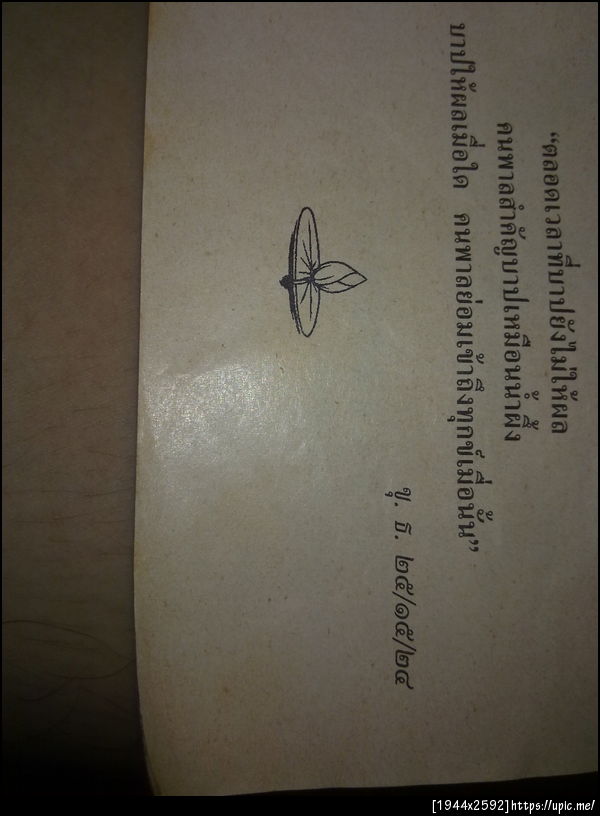 “ตลอดเวลาที่บาปยังไม่ให้ผล
คนพาลสำคัญบาปเหมือนน้ำผึ้ง
บาปให้ผลเมื่อใด คนพาลย่อมเข้าถึงทุกข์เมื่อนั้น”
ขุ. ธ. ๒๕/๑๕/๒๔
[1944x2592]https://upic.me/